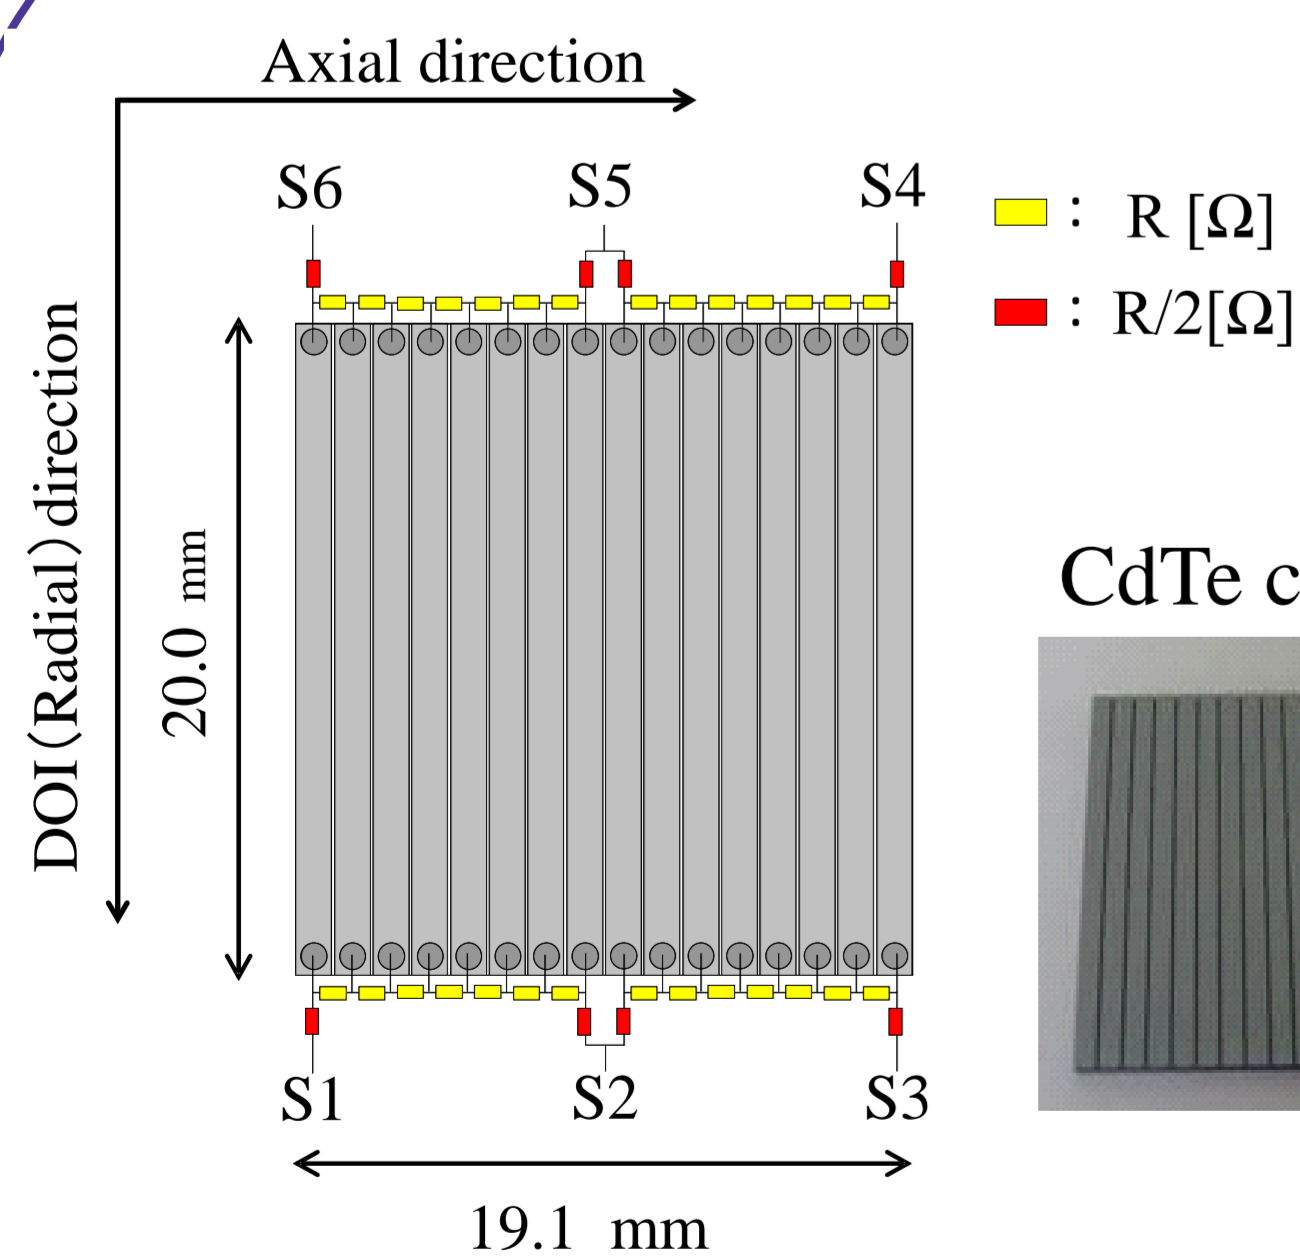 Axial direction
S6 S5 S4
: R [Ω]
: R/2[Ω]
DOI(Radial) direction
20.0 mm
CdTe c
S1 S2 S3
19.1 mm